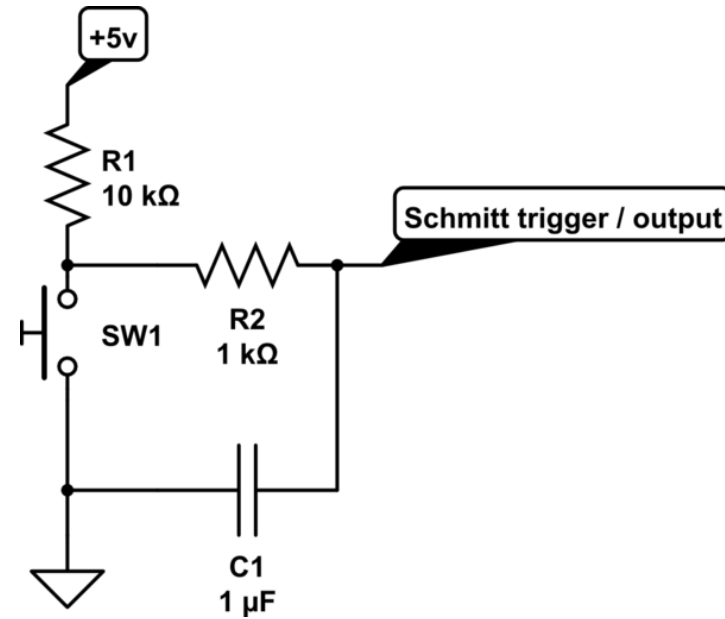 +5v
R1
10 kΩ
Schmitt trigger / output
R2
1 kΩ
SW1
C1
1 µF